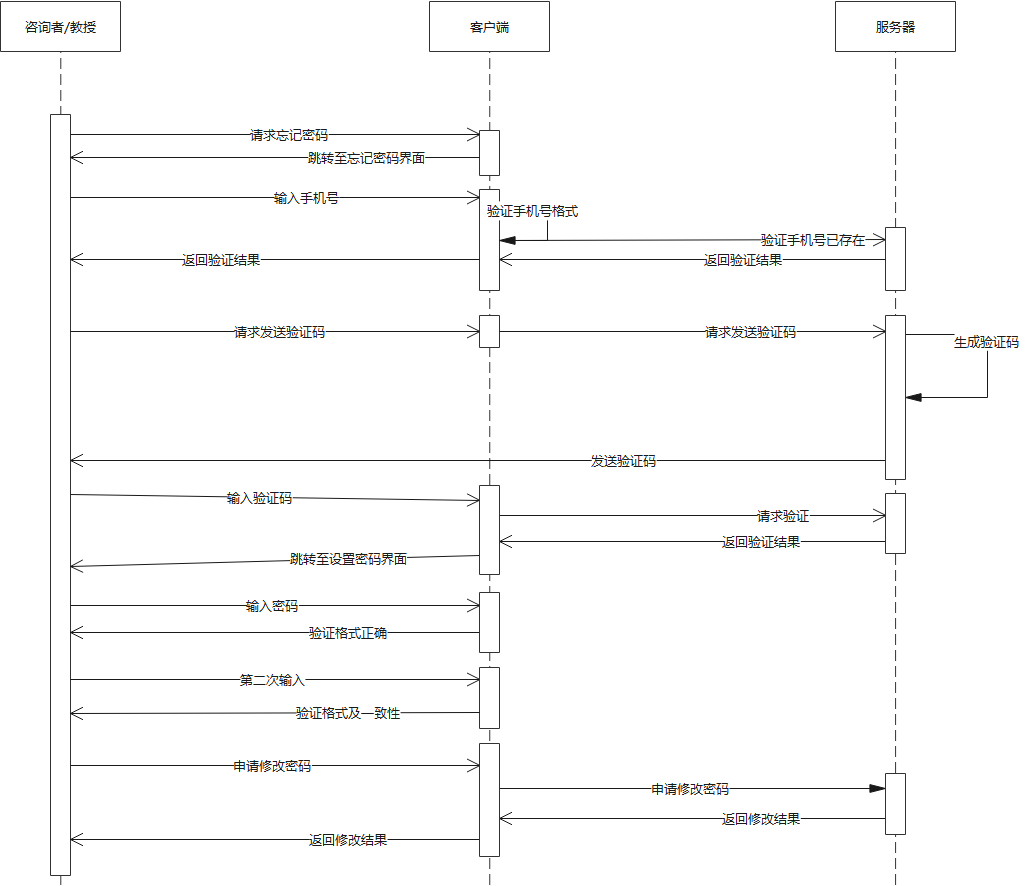 咨询者/教授
客户端
服务器
请求忘记密码
跳转至忘记密码界面
输入手机号
验证手机号格式
验证手机号已存在
返回验证结果
返回验证结果
请求发送验证码
请求发送验证码
生成验证码
发送验证码
输入验证码
请求验证
返回验证结果
跳转至设置密码界面
输入密码
验证格式正确
第二次输入
验证格式及一致性
申请修改密码
申请修改密码
返回修改结果
返回修改结果